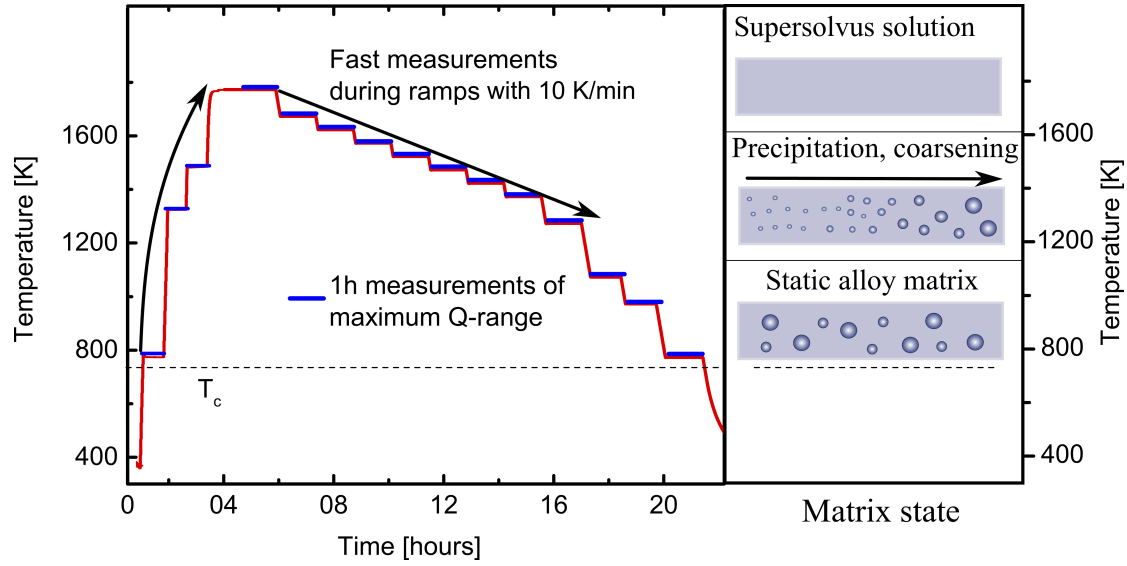 Fast measurements
during ramps with 10 K/min
1h measurements of
maximum Q-range
T_c
Temperature [K]
1600
1200
800
400
0
04
08
12
16
20
Time [hours]
Supersolvus solution
Precipitation, coarsening
Static alloy matrix
Matrix state
1600
1200
800
400
Temperature [K]